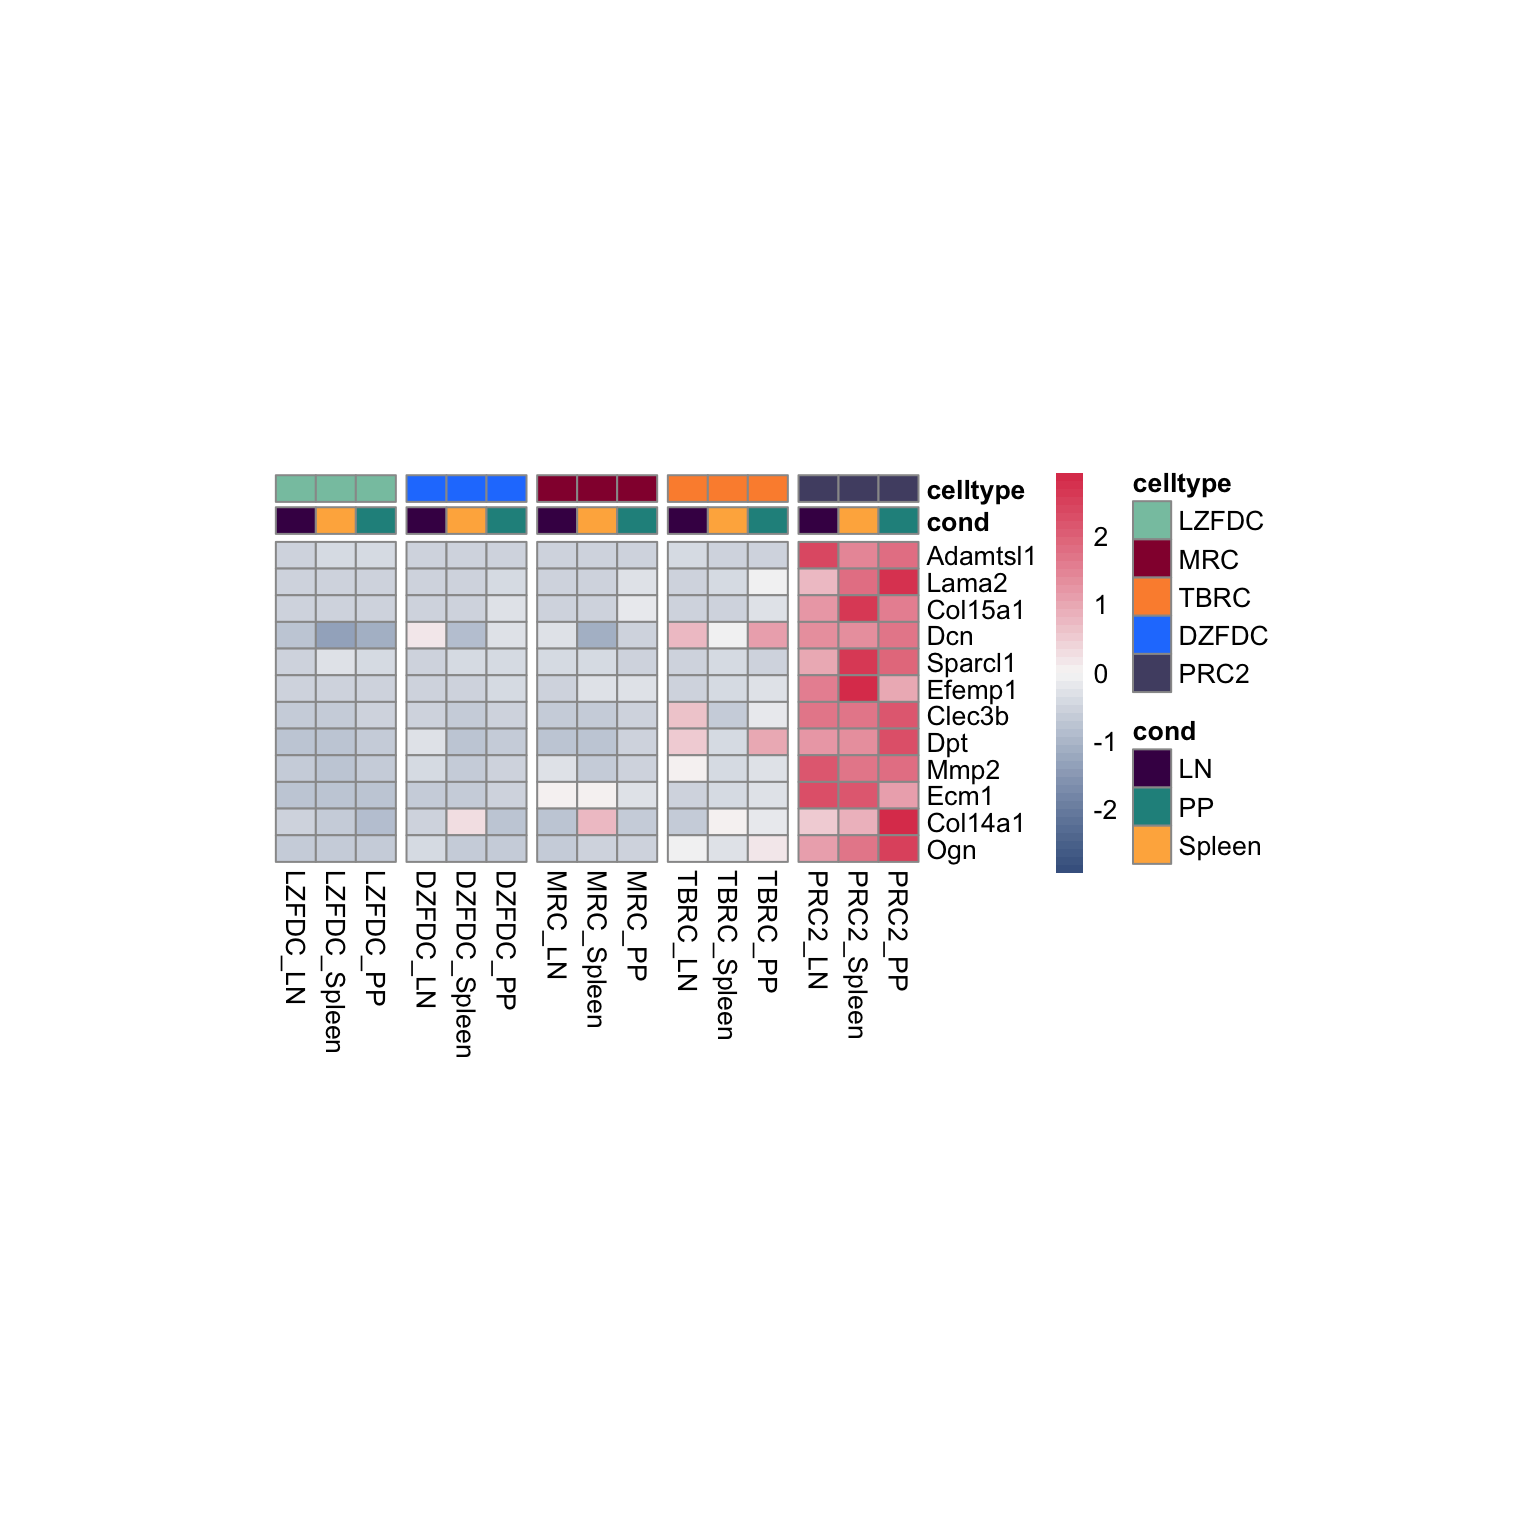 celltype
cond
Adamtsl1
Lama2
Col15a1
Dcn
Sparcl1
Efemp1
Clec3b
Dpt
Mmp2
Ecm1
Col14a1
Ogn
LZFDC_LN
LZFDC_Spleen
LZFDC_PP
DZFDC_LN
DZFDC_Spleen
DZFDC_PP
MRC_LN
MRC_Spleen
MRC_PP
TBRC_LN
TBRC_Spleen
TBRC_PP
PRC2_LN
PRC2_Spleen
PRC2_PP
2
1
0
-1
-2
celltype
LZFDC
MRC
TBRC
DZFDC
PRC2
cond
LN
PP
Spleen